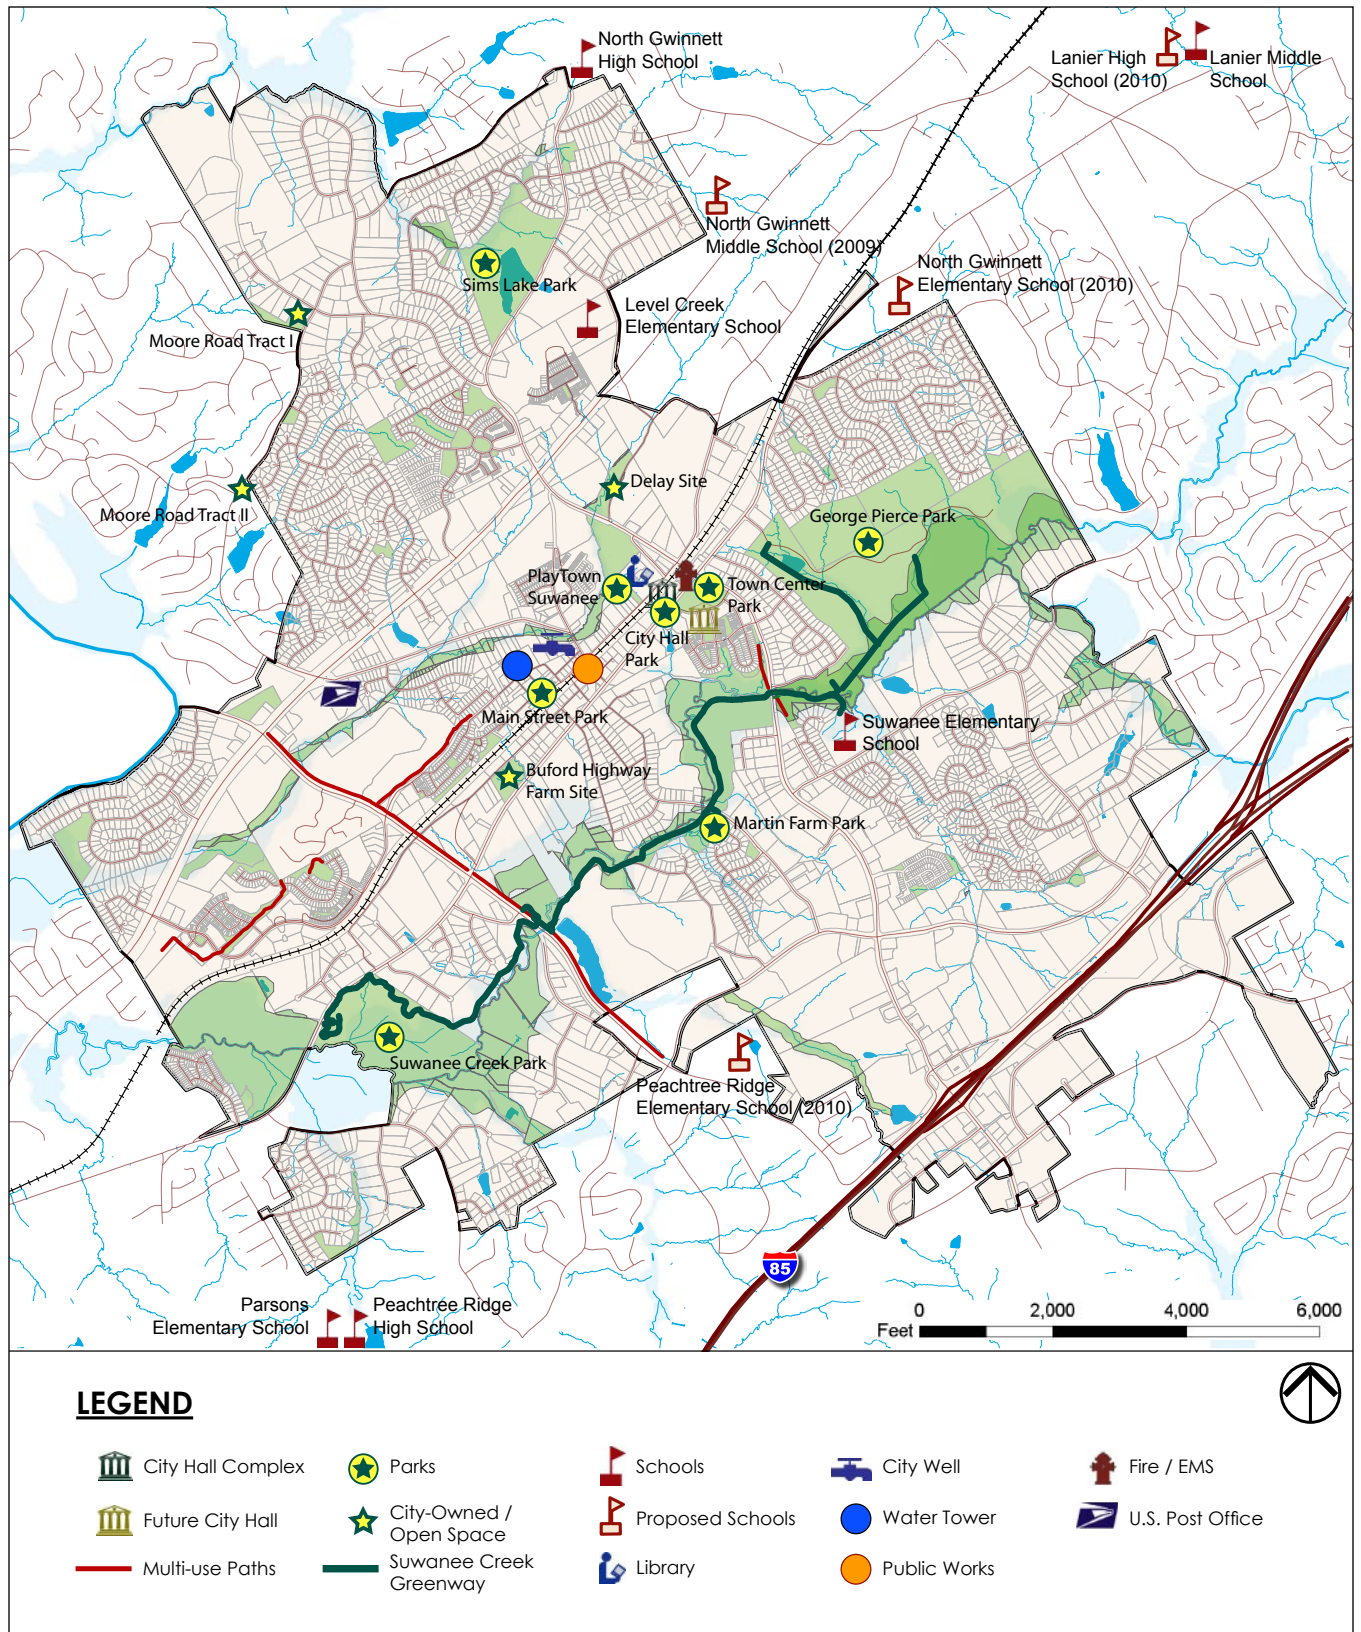 North Gwinnett
High School
Lanier High
School (2010)
Lanier Middle
School
North Gwinnett
Middle School (2009)
North Gwinnett
Elementary School (2010)
Sims Lake Park
Level Creek
Elementary School
Moore Road Tract I
Moore Road Tract II
Delay Site
George Pierce Park
PlayTown
Suwanee
Town Center
Park
City Hall
Park
Main Street Park
Suwanee Elementary
School
Buford Highway
Farm Site
Martin Farm Park
Suwanee Creek Park
Peachtree Ridge
Elementary School (2010)
85
Parsons
Elementary School
Peachtree Ridge
High School
0 2,000 4,000 6,000
Feet
LEGEND
City Hall Complex
Parks
Schools
City Well
Fire / EMS
Future City Hall
City-Owned /
Open Space
Proposed Schools
Water Tower
U.S. Post Office
Multi-use Paths
Suwanee Creek
Greenway
Library
Public Works